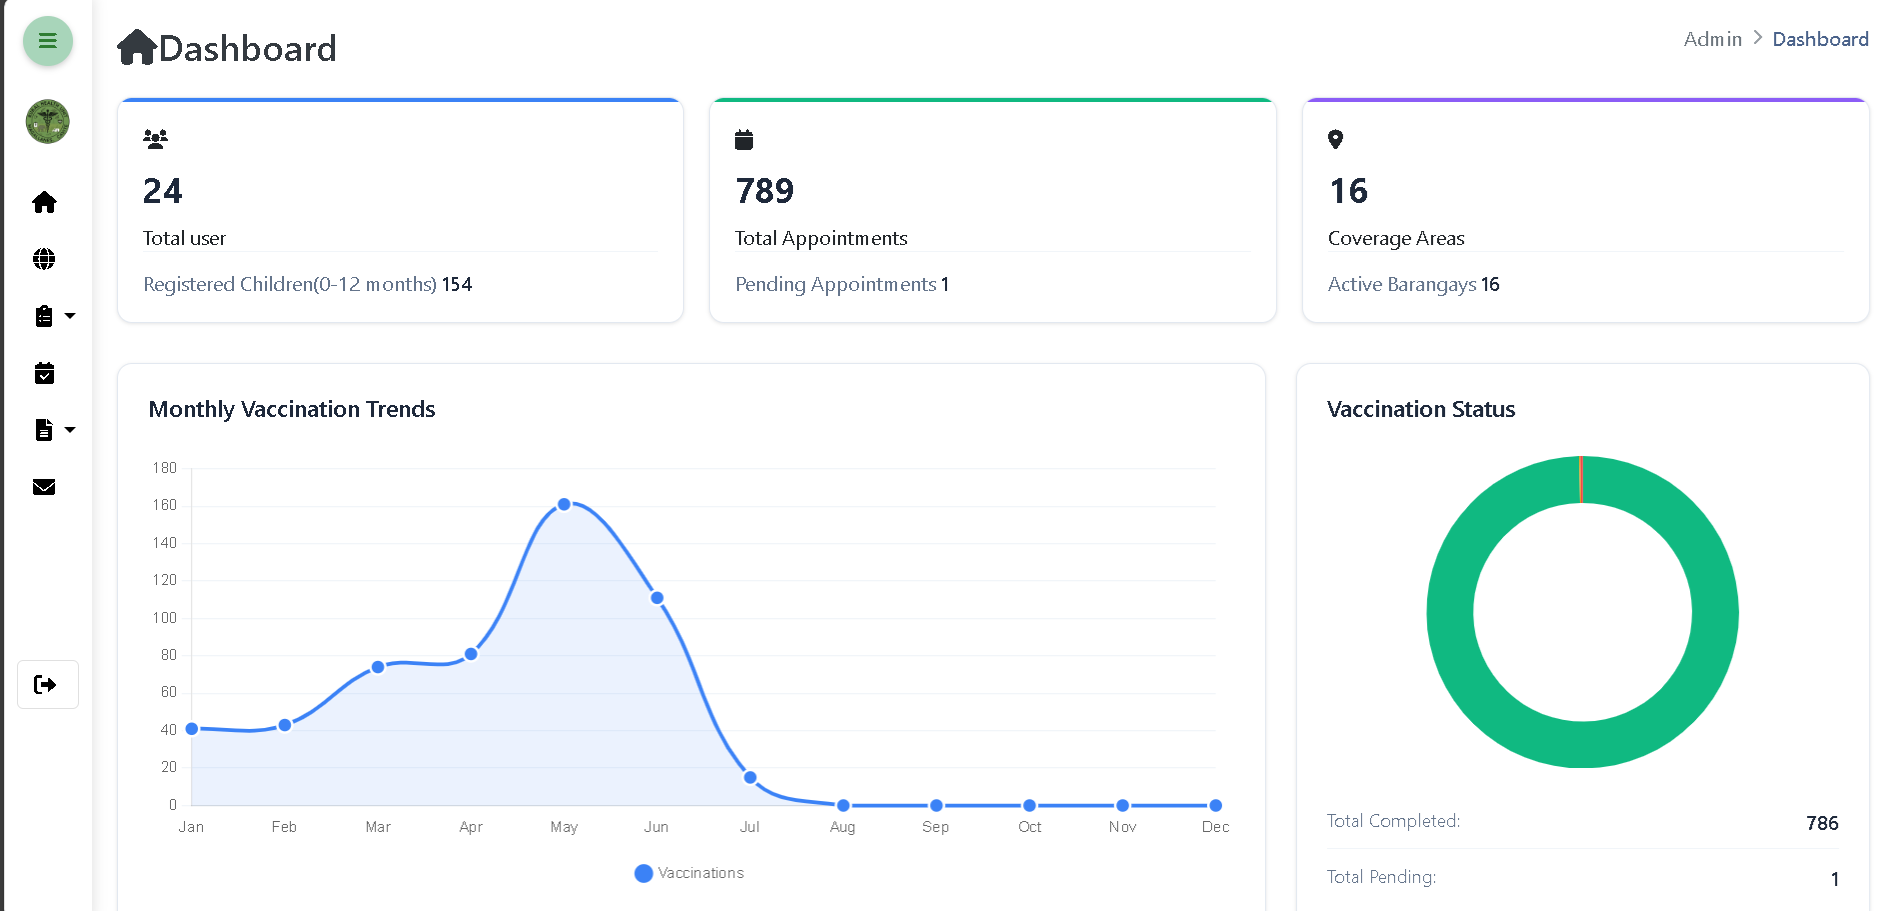 Dashboard
Admin > Dashboard
24
Total user
Registered Children(0-12 months) 154
789
Total Appointments
Pending Appointments 1
16
Coverage Areas
Active Barangays 16
Monthly Vaccination Trends
180
160
140
120
100
80
60
40
20
0
Jan Feb Mar Apr May Jun Jul Aug Sep Oct Nov Dec
Vaccinations
Vaccination Status
Total Completed: 786
Total Pending: 1